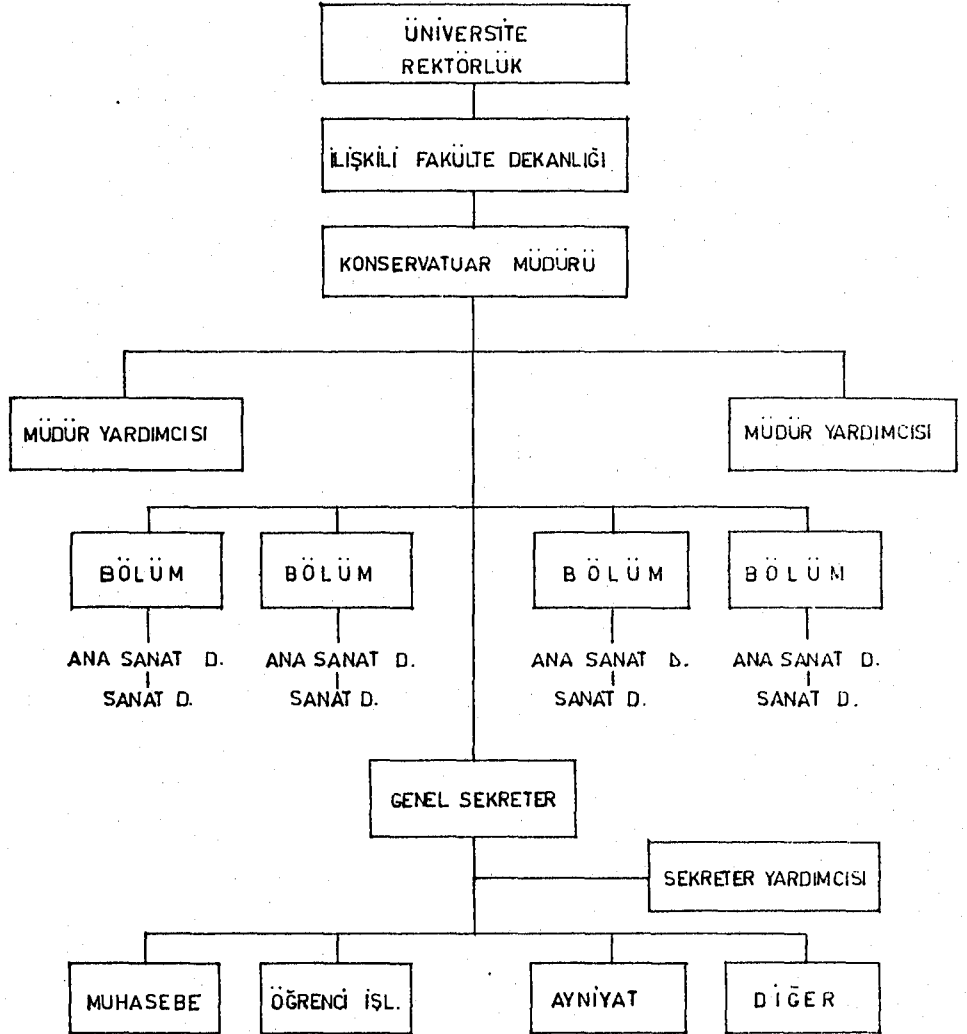 ÜNİVERSİTE
REKTÖRLÜK
İLİŞKİLİ FAKÜLTE DEKANLIĞI
KONSERVATUAR MÜDÜRÜ
MÜDÜR YARDIMCISI
MÜDÜR YARDIMCISI
BÖLÜM
BÖLÜM
BÖLÜM
BÖLÜM
ANA SANAT D.
ANA SANAT D.
ANA SANAT D.
ANA SANAT D.
SANAT D.
SANAT D.
SANAT D.
SANAT D.
GENEL SEKRETER
SEKRETER YARDIMCISI
MUHASEBE
ÖĞRENCİ İŞL.
AYNİYAT
DİĞER